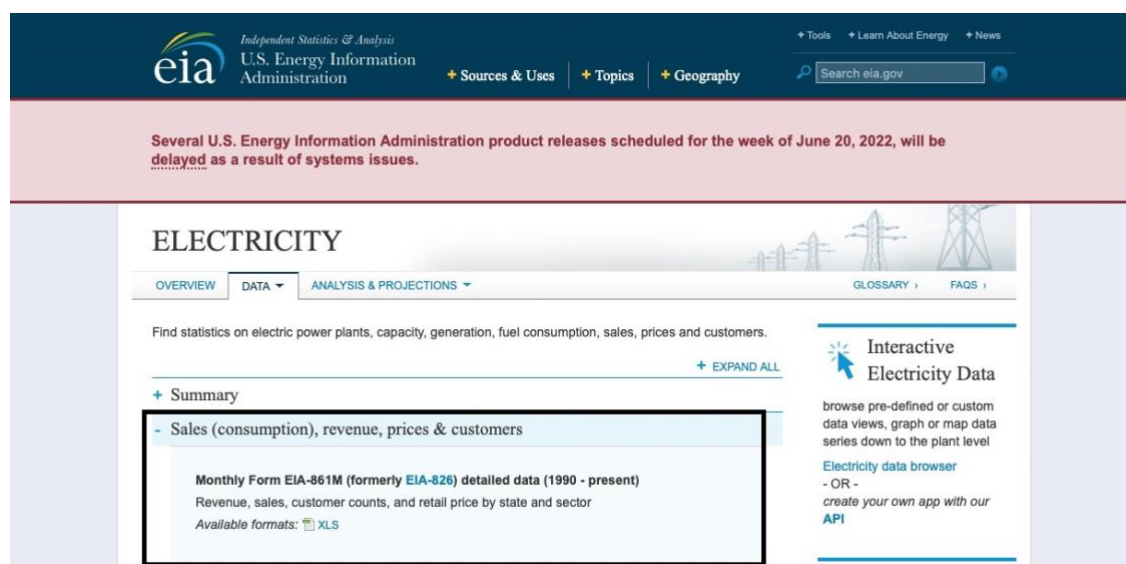 eia
Independent Statistics & Analysis
U.S. Energy Information
Administration
+ Sources & Uses
+ Topics
+ Geography
+ Tools + Learn About Energy + News
Search eia.gov
Several U.S. Energy Information Administration product releases scheduled for the week of June 20, 2022, will be
delayed as a result of systems issues.
ELECTRICITY
OVERVIEW DATA ANALYSIS & PROJECTIONS GLOSSARY › FAQS ›
Find statistics on electric power plants, capacity, generation, fuel consumption, sales, prices and customers.
+ EXPAND ALL
+ Summary
- Sales (consumption), revenue, prices & customers
Monthly Form EIA-861M (formerly EIA-826) detailed data (1990 - present)
Revenue, sales, customer counts, and retail price by state and sector
Available formats: XLS
Interactive
Electricity Data
browse pre-defined or custom
data views, graph or map data
series down to the plant level
Electricity data browser
- OR -
create your own app with our
API